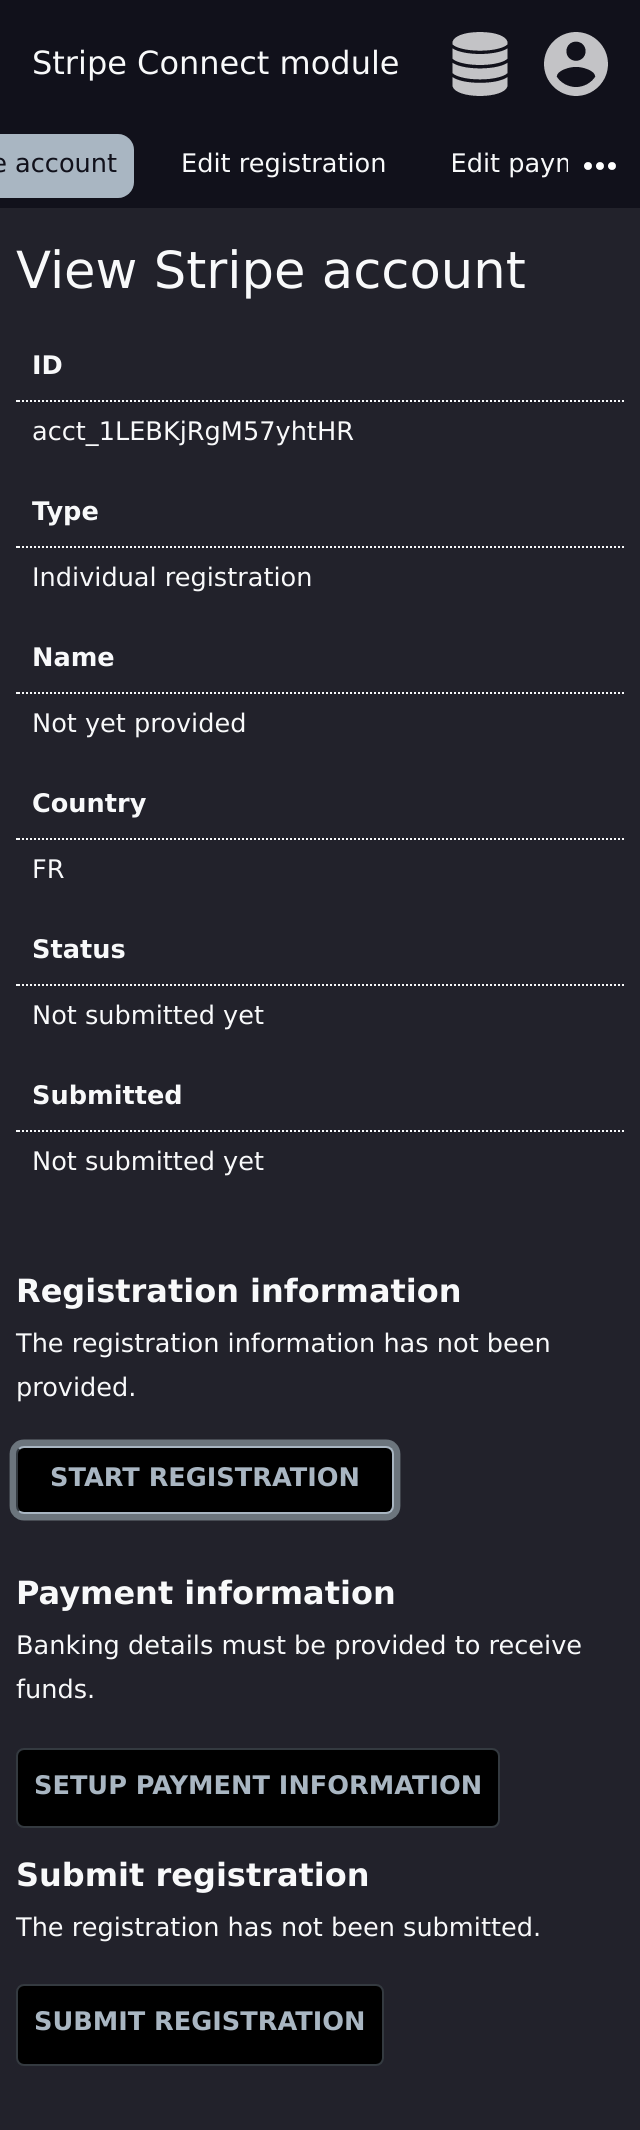 Stripe Connect module
e account Edit registration Edit payn
View Stripe account
ID
acct_1LEBKjRgM57yhtHR
Type
Individual registration
Name
Not yet provided
Country
FR
Status
Not submitted yet
Submitted
Not submitted yet
Registration information
The registration information has not been
provided.
START REGISTRATION
Payment information
Banking details must be provided to receive
funds.
SETUP PAYMENT INFORMATION
Submit registration
The registration has not been submitted.
SUBMIT REGISTRATION